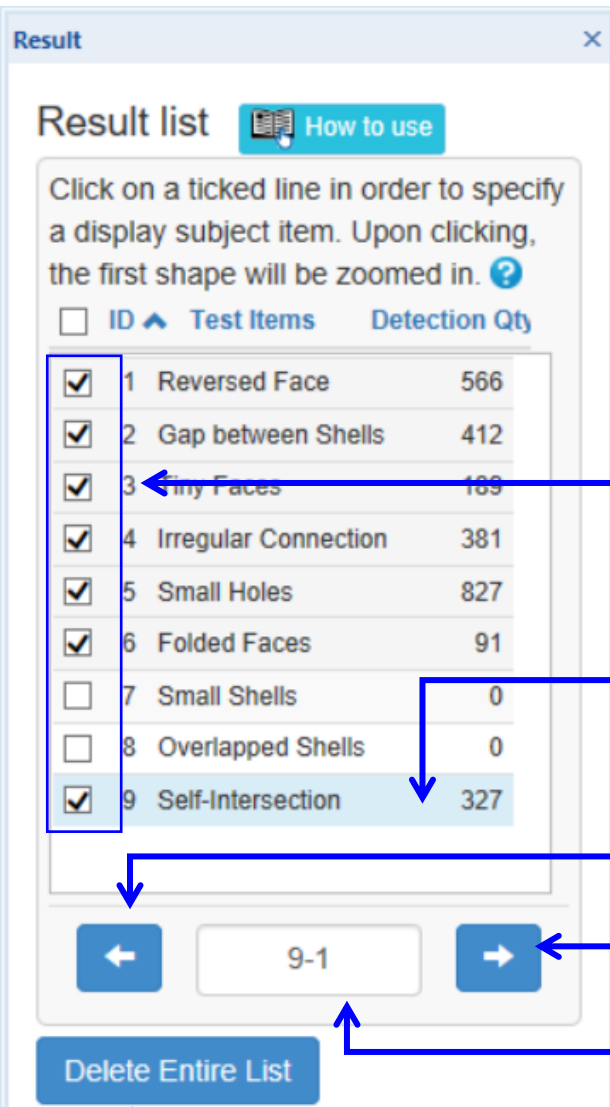 Result ×
Result list How to use
Click on a ticked line in order to specify
a display subject item. Upon clicking,
the first shape will be zoomed in. ?
ID Test Items Detection Qty
1 Reversed Face 566
2 Gap between Shells 412
3 Tiny Faces 189
4 Irregular Connection 381
5 Small Holes 827
6 Folded Faces 91
7 Small Shells 0
8 Overlapped Shells 0
9 Self-Intersection 327
9-1
Delete Entire List